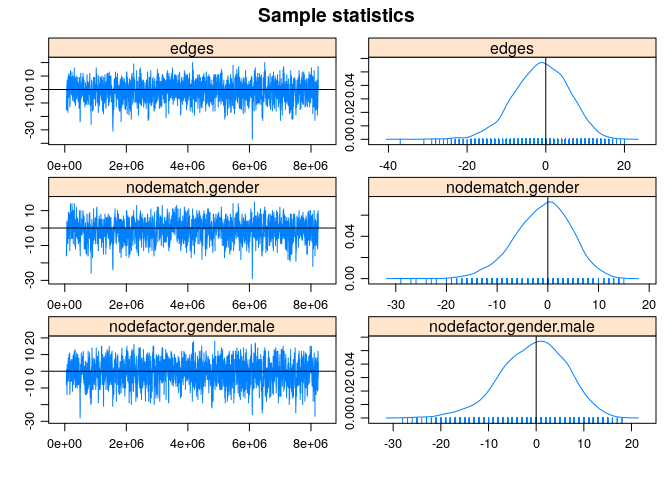 Sample statistics
edges
edges
-30 -10 0 10
0e+00 2e+06 4e+06 6e+06 8e+06
0.00 0.02 0.04
-40 -20 0 20
nodematch.gender
nodematch.gender
-30 -10 0 10
0e+00 2e+06 4e+06 6e+06 8e+06
0.00 0.04
-30 -20 -10 0 10 20
nodefactor.gender.male
nodefactor.gender.male
-30 -10 0 10 20
0e+00 2e+06 4e+06 6e+06 8e+06
0.00 0.02 0.04
-30 -20 -10 0 10 20